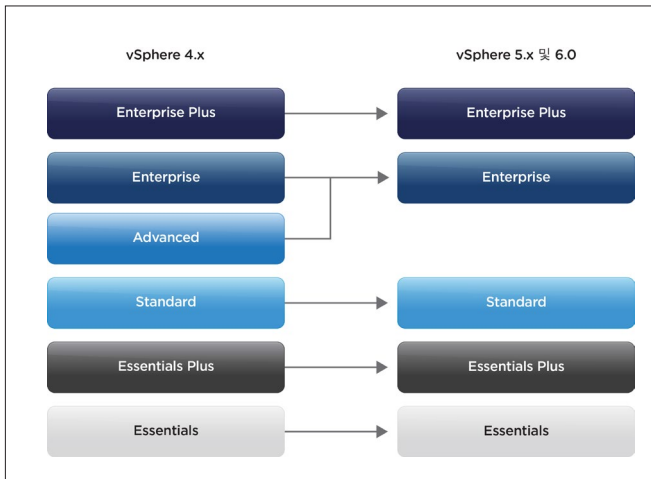 vSphere 4.x
vSphere 5.x 및 6.0
Enterprise Plus
Enterprise Plus
Enterprise
Enterprise
Advanced
Standard
Standard
Essentials Plus
Essentials Plus
Essentials
Essentials